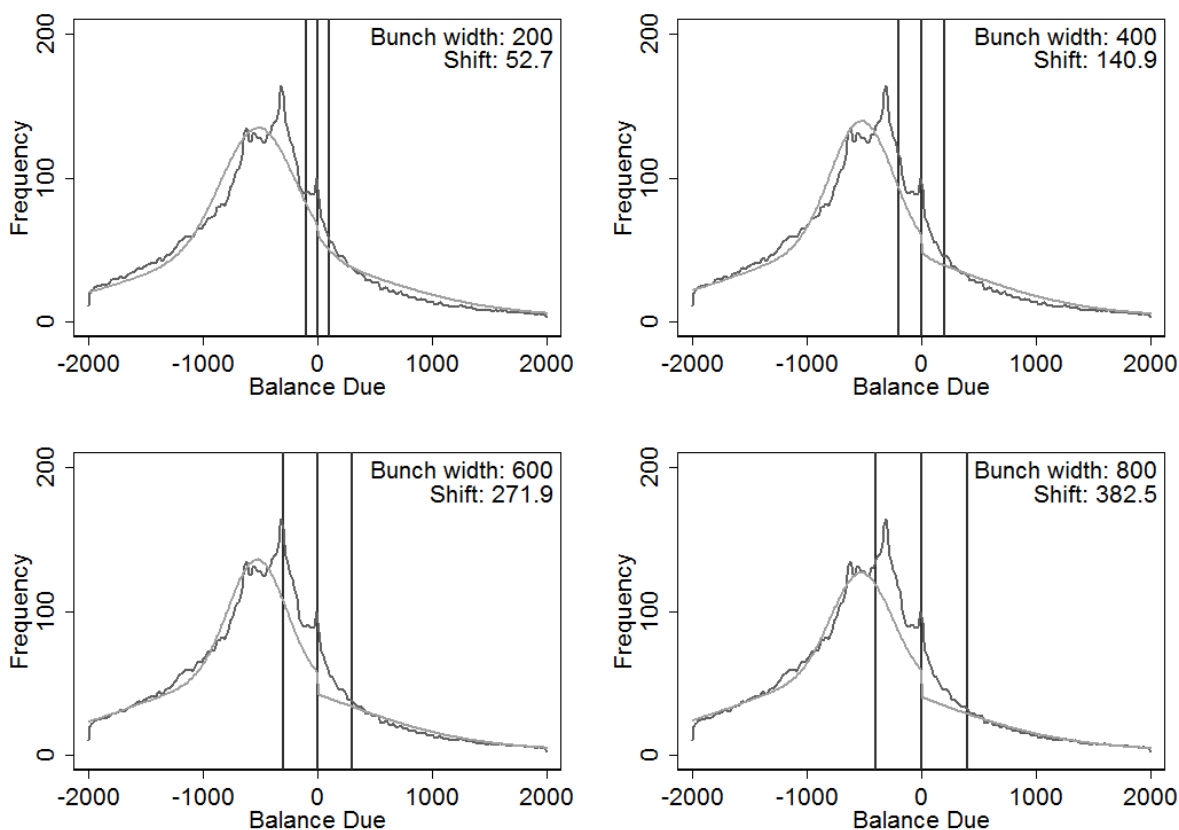 Bunch width: 200
Shift: 52.7
Frequency
0
100
200
-2000
-1000
0
1000
2000
Balance Due
Bunch width: 400
Shift: 140.9
Frequency
0
100
200
-2000
-1000
0
1000
2000
Balance Due
Bunch width: 600
Shift: 271.9
Frequency
0
100
200
-2000
-1000
0
1000
2000
Balance Due
Bunch width: 800
Shift: 382.5
Frequency
0
100
200
-2000
-1000
0
1000
2000
Balance Due